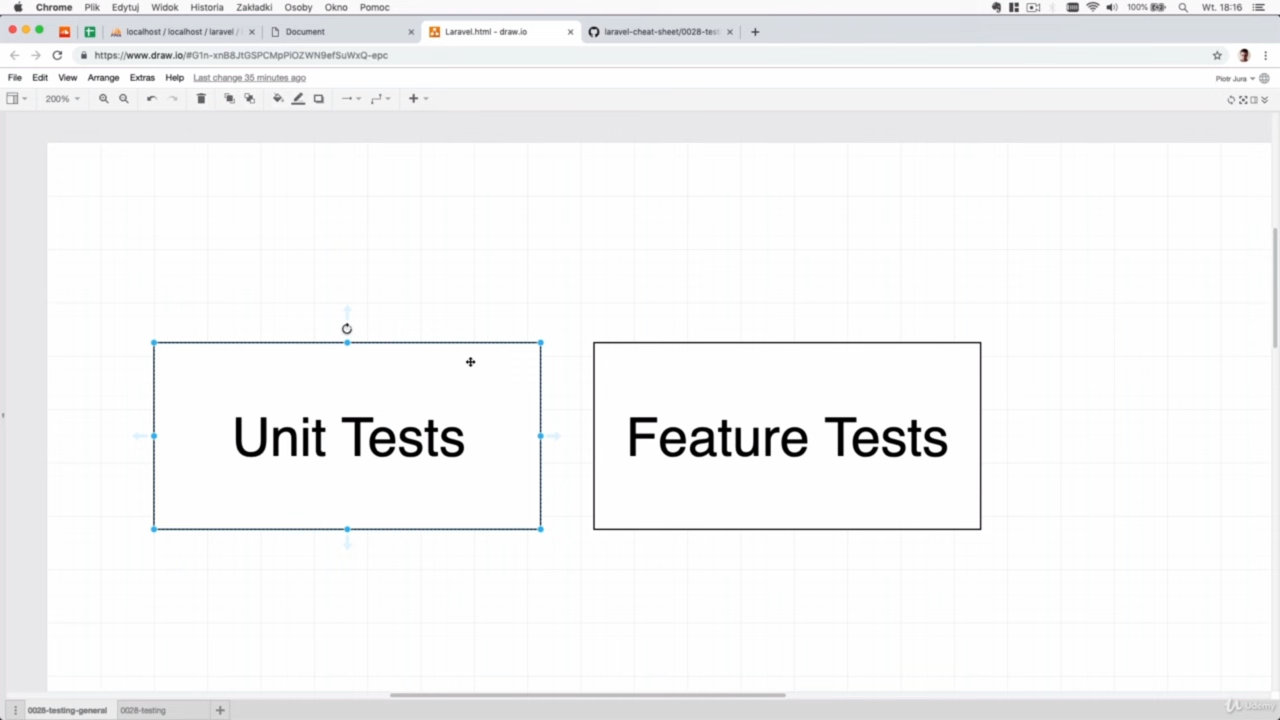 Chrome Plik Edytuj Widok Historia Zakładki Osoby Okno Pomoc 100% Wt. 18:16
localhost / localhost / laravel / Document Laravel.html - draw.io laravel-cheat-sheet/0028-test
https://www.draw.io/#G1n-xnB8JtGSPCMpPiOZWN9efSuWxQ-epc
File Edit View Arrange Extras Help Last change 35 minutes ago Piotr Jura
200%
Unit Tests Feature Tests
0028-testing-general 0028-testing
Udemy